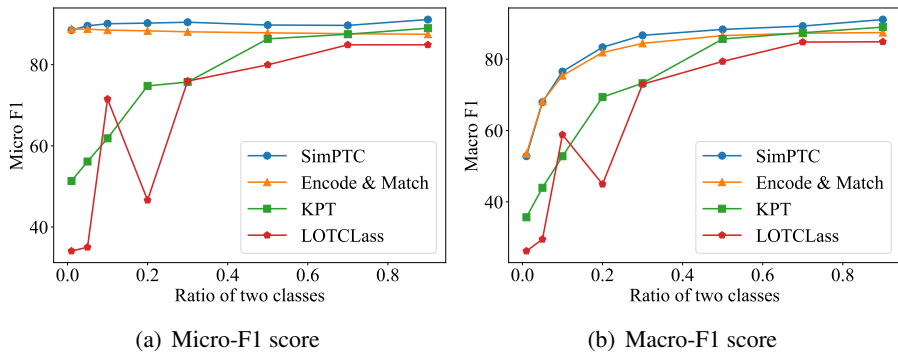 80
60
40
Micro F1
SimPTC
Encode & Match
KPT
LOTCLass
0.0 0.2 0.4 0.6 0.8
Ratio of two classes
(a) Micro-F1 score
80
60
40
Macro F1
SimPTC
Encode & Match
KPT
LOTCLass
0.0 0.2 0.4 0.6 0.8
Ratio of two classes
(b) Macro-F1 score